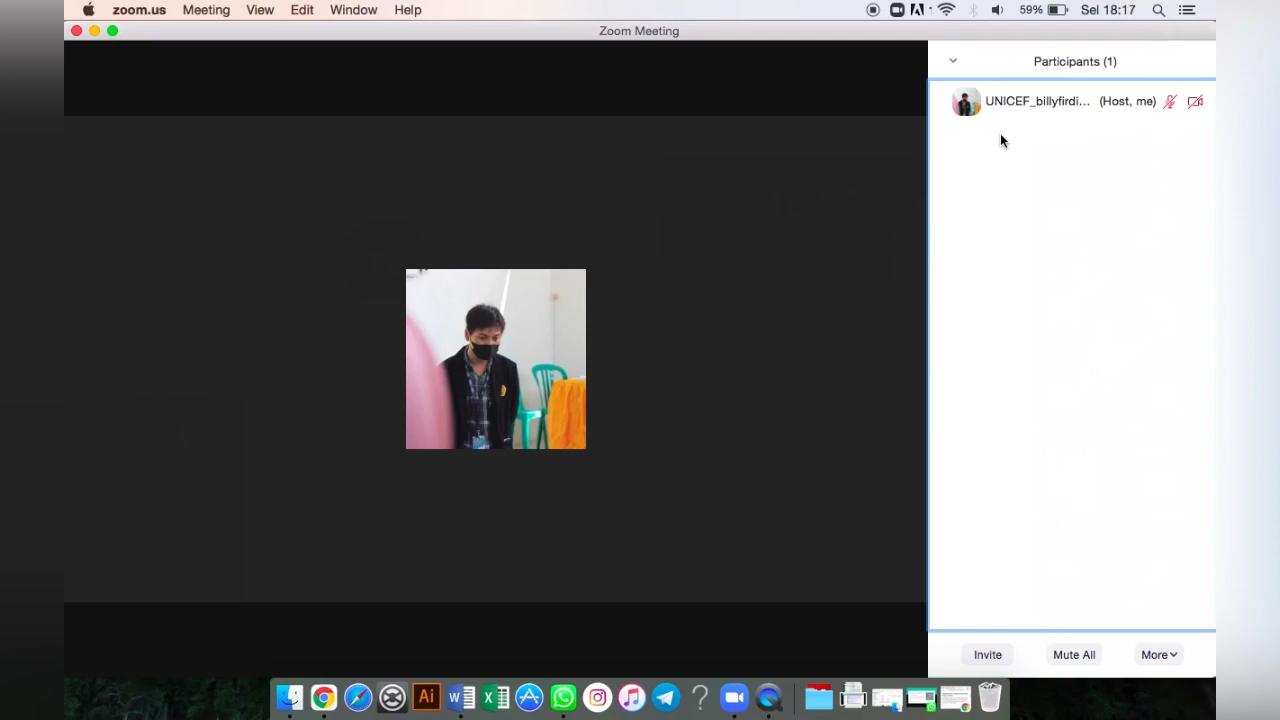 zoom.us Meeting View Edit Window Help 59% Sel 18:17
Zoom Meeting
Participants (1)
UNICEF_billyfirdi... (Host, me)
Invite Mute All More
Ai W X A